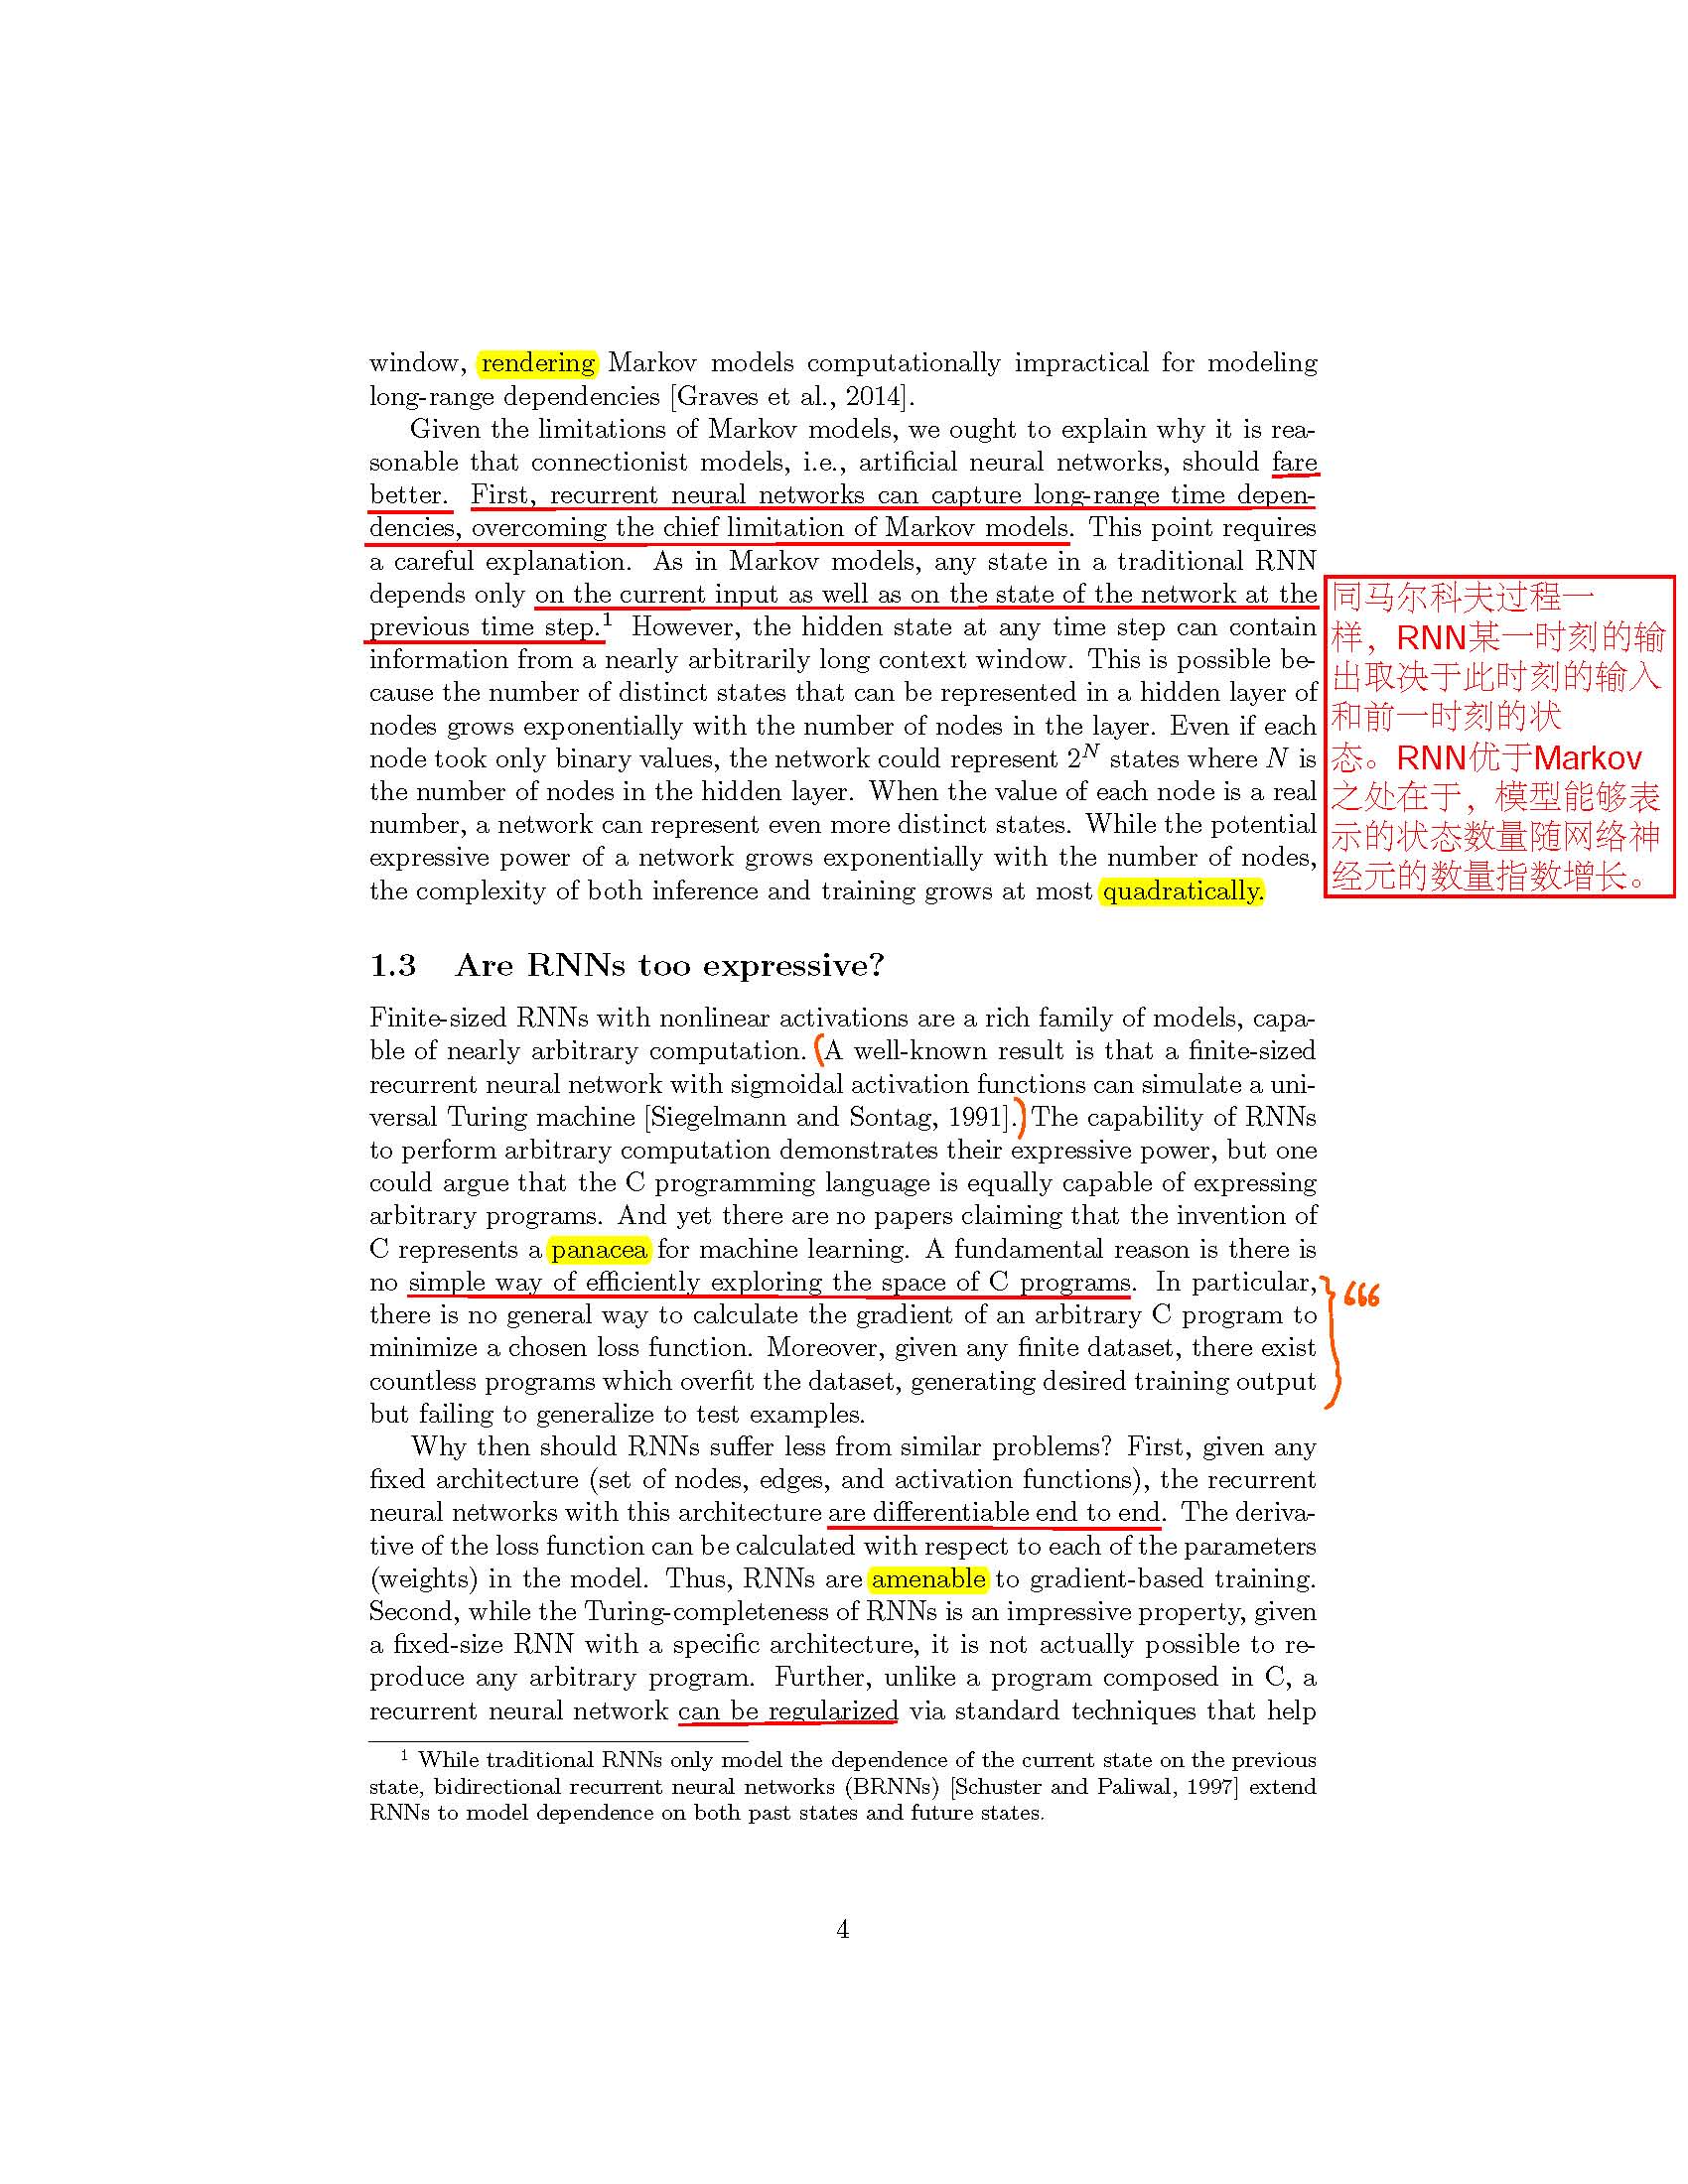 window, rendering Markov models computationally impractical for modeling
long-range dependencies [Graves et al., 2014].
Given the limitations of Markov models, we ought to explain why it is rea-
sonable that connectionist models, i.e., artificial neural networks, should fare
better. First, recurrent neural networks can capture long-range time depen-
dencies, overcoming the chief limitation of Markov models. This point requires
a careful explanation. As in Markov models, any state in a traditional RNN
depends only on the current input as well as on the state of the network at the
previous time step.¹ However, the hidden state at any time step can contain
information from a nearly arbitrarily long context window. This is possible be-
cause the number of distinct states that can be represented in a hidden layer of
nodes grows exponentially with the number of nodes in the layer. Even if each
node took only binary values, the network could represent 2^N states where N is
the number of nodes in the hidden layer. When the value of each node is a real
number, a network can represent even more distinct states. While the potential
expressive power of a network grows exponentially with the number of nodes,
the complexity of both inference and training grows at most quadratically.
同马尔科夫过程一
样，RNN某一时刻的输
出取决于此时刻的输入
和前一时刻的状
态。RNN优于Markov
之处在于，模型能够表
示的状态数量随网络神
经元的数量指数增长。
1.3 Are RNNs too expressive?
Finite-sized RNNs with nonlinear activations are a rich family of models, capa-
ble of nearly arbitrary computation. (A well-known result is that a finite-sized
recurrent neural network with sigmoidal activation functions can simulate a uni-
versal Turing machine [Siegelmann and Sontag, 1991].) The capability of RNNs
to perform arbitrary computation demonstrates their expressive power, but one
could argue that the C programming language is equally capable of expressing
arbitrary programs. And yet there are no papers claiming that the invention of
C represents a panacea for machine learning. A fundamental reason is there is
no simple way of efficiently exploring the space of C programs. In particular,
there is no general way to calculate the gradient of an arbitrary C program to
minimize a chosen loss function. Moreover, given any finite dataset, there exist
countless programs which overfit the dataset, generating desired training output
but failing to generalize to test examples.
666
Why then should RNNs suffer less from similar problems? First, given any
fixed architecture (set of nodes, edges, and activation functions), the recurrent
neural networks with this architecture are differentiable end to end. The deriva-
tive of the loss function can be calculated with respect to each of the parameters
(weights) in the model. Thus, RNNs are amenable to gradient-based training.
Second, while the Turing-completeness of RNNs is an impressive property, given
a fixed-size RNN with a specific architecture, it is not actually possible to re-
produce any arbitrary program. Further, unlike a program composed in C, a
recurrent neural network can be regularized via standard techniques that help
¹ While traditional RNNs only model the dependence of the current state on the previous
state, bidirectional recurrent neural networks (BRNNs) [Schuster and Paliwal, 1997] extend
RNNs to model dependence on both past states and future states.
4